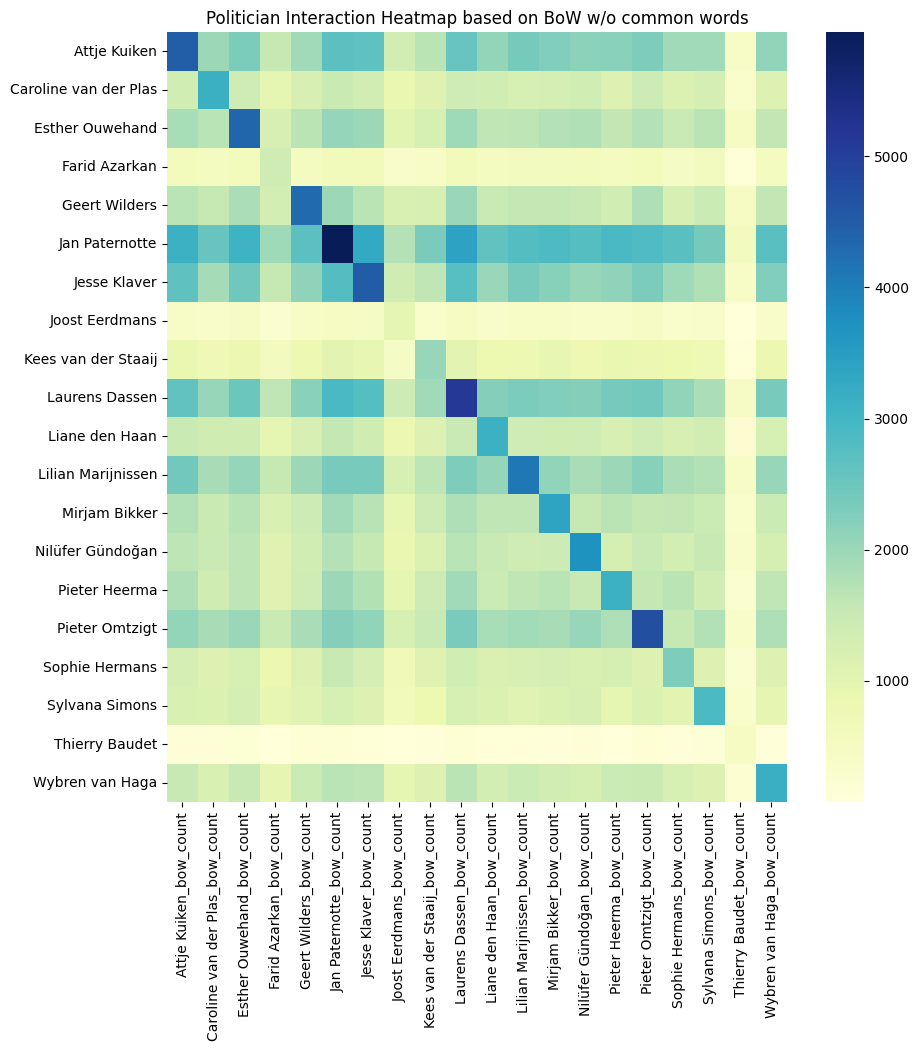 Politician Interaction Heatmap based on BoW w/o common words
Attje Kuiken
Caroline van der Plas
Esther Ouwehand
Farid Azarkan
Geert Wilders
Jan Paternotte
Jesse Klaver
Joost Eerdmans
Kees van der Staaij
Laurens Dassen
Liane den Haan
Lilian Marijnissen
Mirjam Bikker
Nilüfer Gündoğan
Pieter Heerma
Pieter Omtzigt
Sophie Hermans
Sylvana Simons
Thierry Baudet
Wybren van Haga
Attje Kuiken_bow_count
Caroline van der Plas_bow_count
Esther Ouwehand_bow_count
Farid Azarkan_bow_count
Geert Wilders_bow_count
Jan Paternotte_bow_count
Jesse Klaver_bow_count
Joost Eerdmans_bow_count
Kees van der Staaij_bow_count
Laurens Dassen_bow_count
Liane den Haan_bow_count
Lilian Marijnissen_bow_count
Mirjam Bikker_bow_count
Nilüfer Gündoğan_bow_count
Pieter Heerma_bow_count
Pieter Omtzigt_bow_count
Sophie Hermans_bow_count
Sylvana Simons_bow_count
Thierry Baudet_bow_count
Wybren van Haga_bow_count
5000
4000
3000
2000
1000